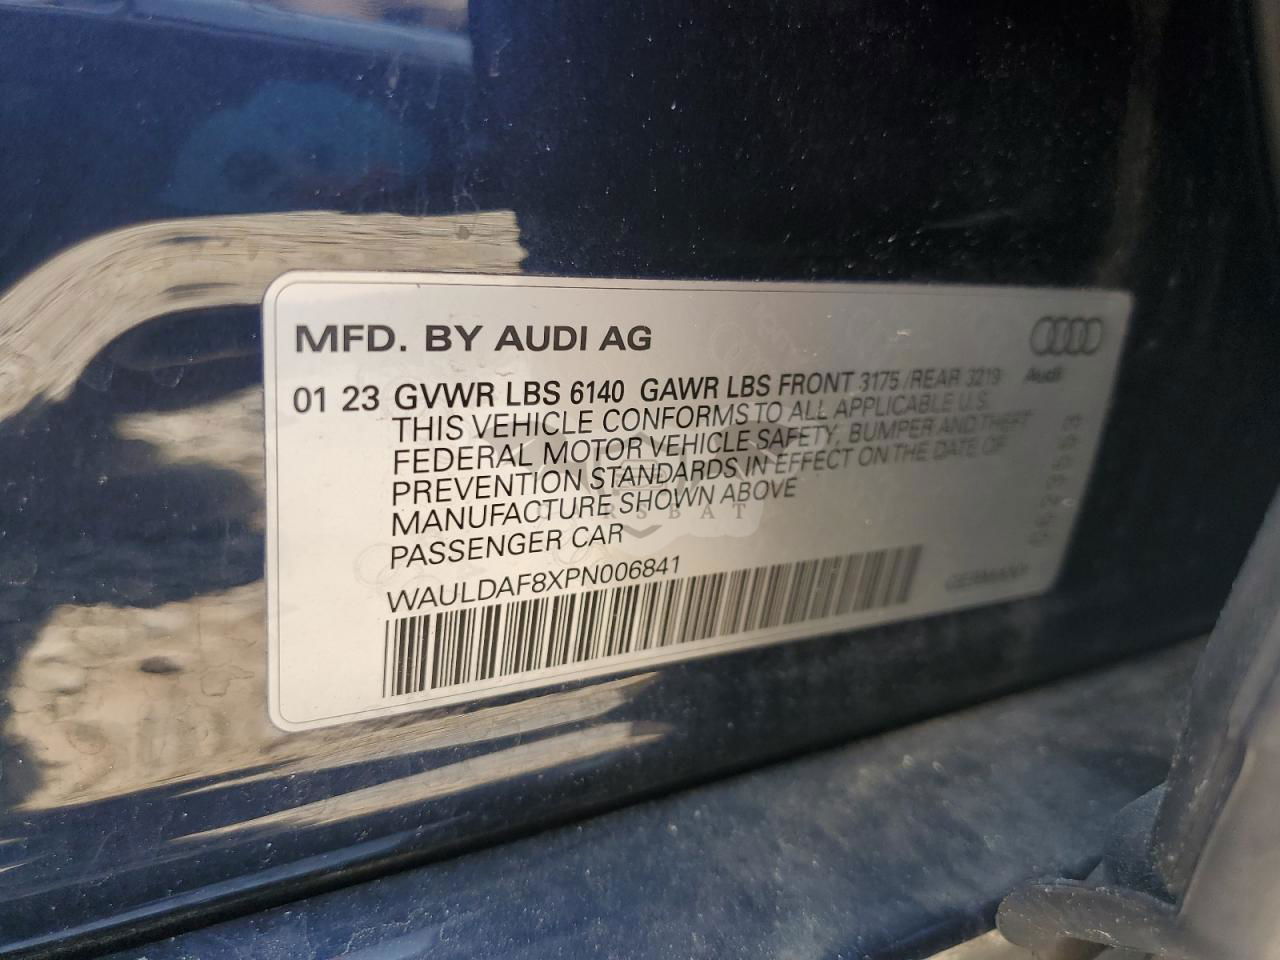 MFD. BY AUDI AG
Audi
01 23 GVWR LBS 6140 GAWR LBS FRONT 3175 /REAR 3219
THIS VEHICLE CONFORMS TO ALL APPLICABLE U.S.
FEDERAL MOTOR VEHICLE SAFETY, BUMPER AND THEFT
PREVENTION STANDARDS IN EFFECT ON THE DATE OF
MANUFACTURE SHOWN ABOVE
PASSENGER CAR
WAULDAF8XPN006841
GERMANY
CARSBAT